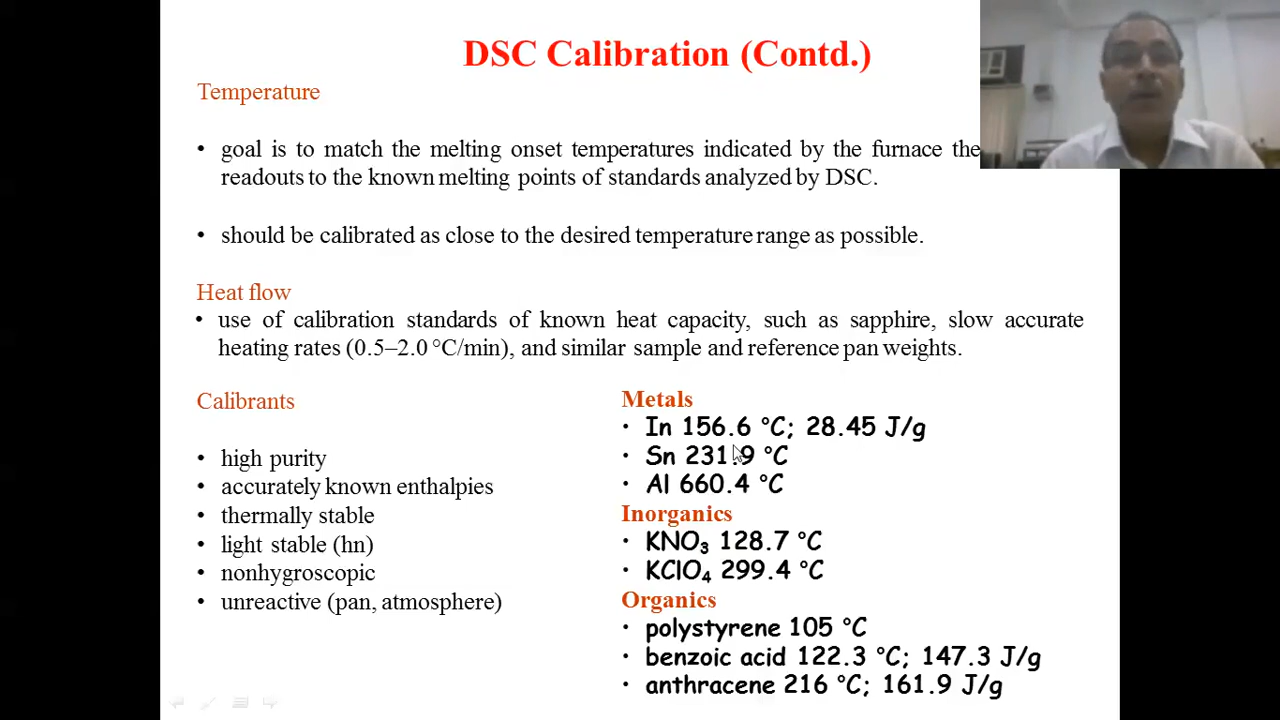 DSC Calibration (Contd.)
Temperature
• goal is to match the melting onset temperatures indicated by the furnace the
readouts to the known melting points of standards analyzed by DSC.
• should be calibrated as close to the desired temperature range as possible.
Heat flow
• use of calibration standards of known heat capacity, such as sapphire, slow accurate
heating rates (0.5–2.0 °C/min), and similar sample and reference pan weights.
Calibrants
• high purity
• accurately known enthalpies
• thermally stable
• light stable (hn)
• nonhygroscopic
• unreactive (pan, atmosphere)
Metals
• In 156.6 °C; 28.45 J/g
• Sn 231.9 °C
• Al 660.4 °C
Inorganics
• KNO₃ 128.7 °C
• KClO₄ 299.4 °C
Organics
• polystyrene 105 °C
• benzoic acid 122.3 °C; 147.3 J/g
• anthracene 216 °C; 161.9 J/g